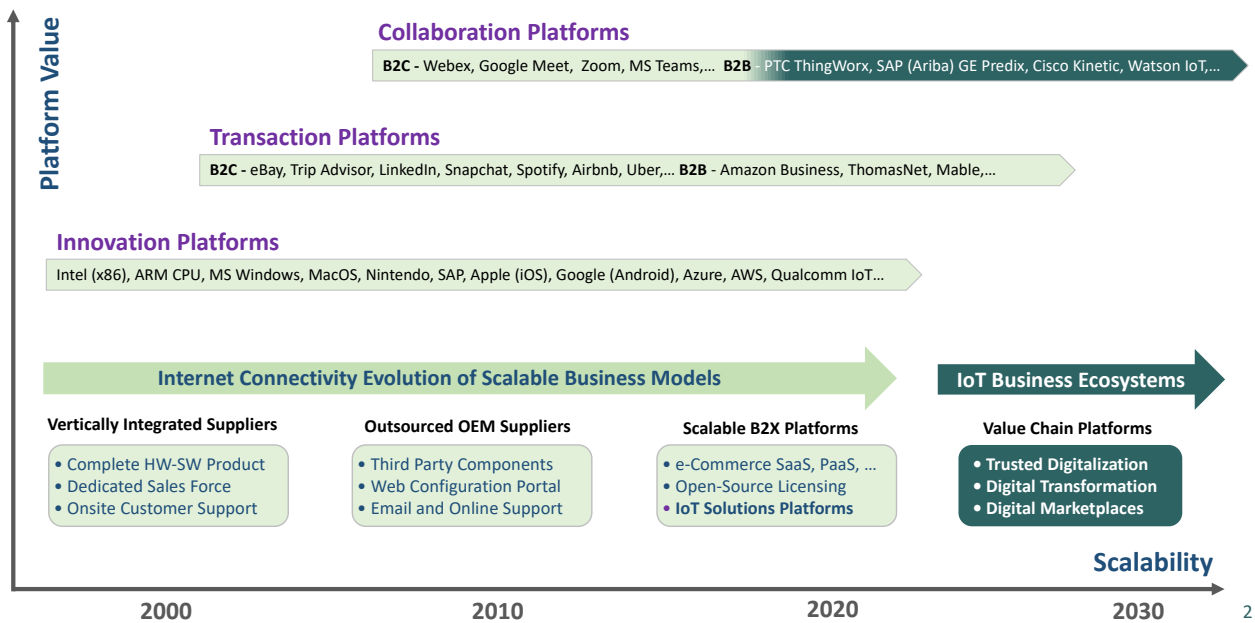 Platform Value
Collaboration Platforms
B2C - Webex, Google Meet, Zoom, MS Teams,... B2B - PTC ThingWorx, SAP (Ariba) GE Predix, Cisco Kinetic, Watson IoT,...
Transaction Platforms
B2C - eBay, Trip Advisor, LinkedIn, Snapchat, Spotify, Airbnb, Uber,... B2B - Amazon Business, ThomasNet, Mable,...
Innovation Platforms
Intel (x86), ARM CPU, MS Windows, MacOS, Nintendo, SAP, Apple (iOS), Google (Android), Azure, AWS, Qualcomm IoT...
Internet Connectivity Evolution of Scalable Business Models
IoT Business Ecosystems
Vertically Integrated Suppliers
• Complete HW-SW Product
• Dedicated Sales Force
• Onsite Customer Support
Outsourced OEM Suppliers
• Third Party Components
• Web Configuration Portal
• Email and Online Support
Scalable B2X Platforms
• e-Commerce SaaS, PaaS, ...
• Open-Source Licensing
• IoT Solutions Platforms
Value Chain Platforms
• Trusted Digitalization
• Digital Transformation
• Digital Marketplaces
Scalability
2000
2010
2020
2030
2